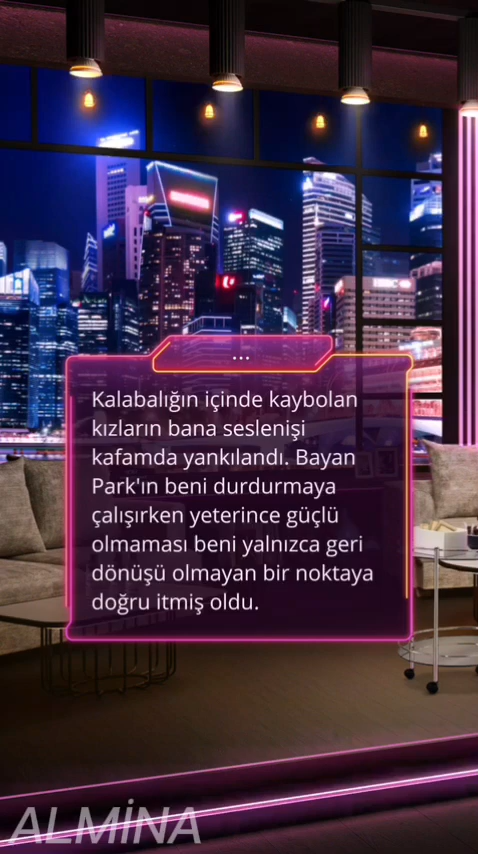 ...
Kalabalığın içinde kaybolan
kızların bana seslenişi
kafamda yankılandı. Bayan
Park'ın beni durdurmaya
çalışırken yeterince güçlü
olmaması beni yalnızca geri
dönüşü olmayan bir noktaya
doğru itmiş oldu.
ALMİNA